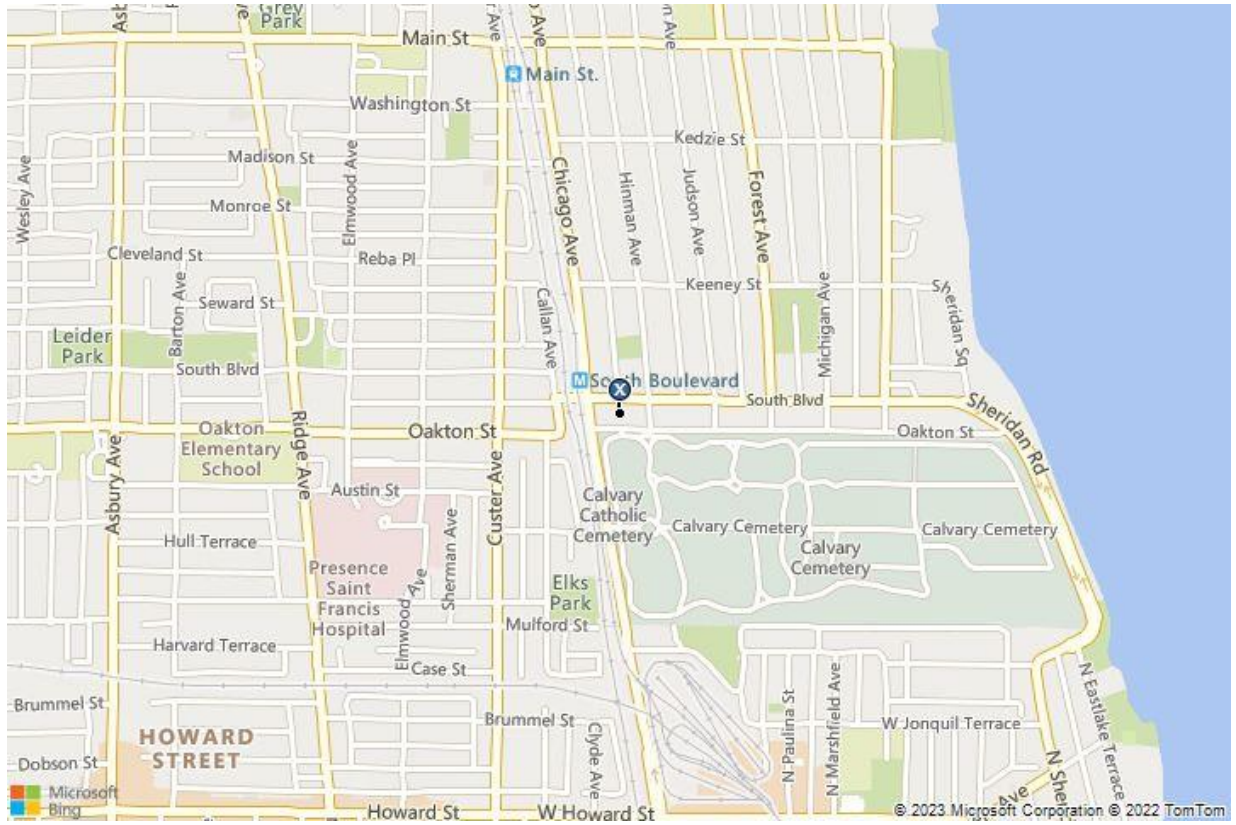 Grey
Park
Main St
Main St.
Washington St
Kedzie St
Madison St
Wesley Ave
Elmwood Ave
Chicago Ave
Hinman Ave
Judson Ave
Forest Ave
Monroe St
Cleveland St
Reba Pl
Keeney St
Sheridan Sq
Barton Ave
Seward St
Callan Ave
Michigan Ave
Leider
Park
South Blvd
South Boulevard
X
M
South Blvd
Sheridan Rd
Oakton St
Oakton St
Oakton
Elementary
School
Ridge Ave
Asbury Ave
Custer Ave
Austin St
Calvary
Catholic
Cemetery
Calvary Cemetery
Calvary Cemetery
Calvary
Cemetery
Hull Terrace
Sherman Ave
Presence
Saint
Francis
Hospital
Elmwood Ave
Elks
Park
Mulford St
Harvard Terrace
Case St
Brummel St
Brummel St
Clyde Ave
N Paulina St
N Marshfield Ave
W Jonquil Terrace
N Eastlake Terrace
HOWARD
STREET
Dobson St
N She
Ave
Microsoft
Bing
Howard St
W Howard St
© 2023 Microsoft Corporation © 2022 TomTom